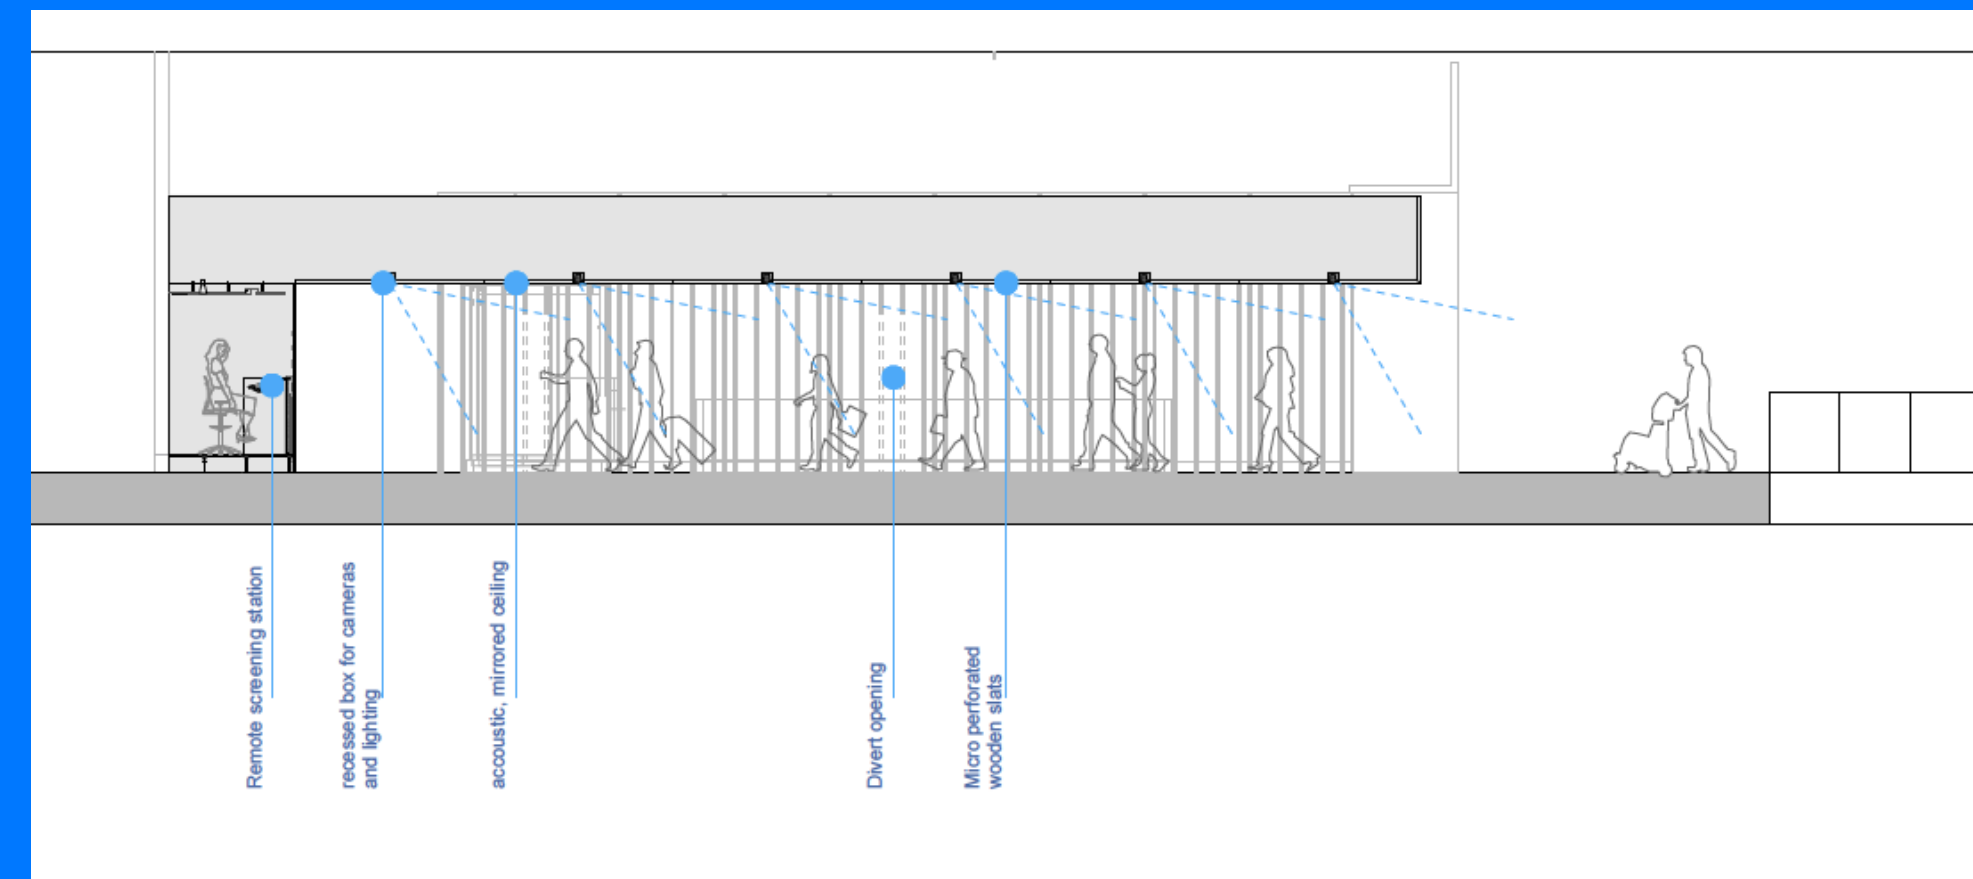 Remote screening station
recessed box for cameras
and lighting
accoustic, mirrored ceiling
Divert opening
Micro perforated
wooden slats